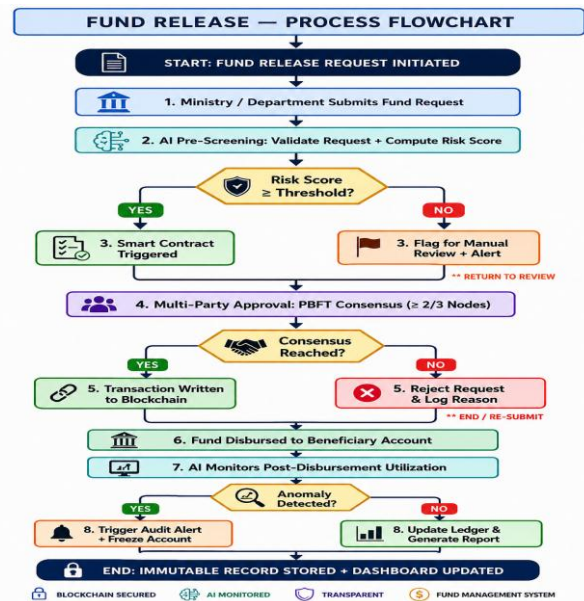 FUND RELEASE — PROCESS FLOWCHART
START: FUND RELEASE REQUEST INITIATED
1. Ministry / Department Submits Fund Request
2. AI Pre-Screening: Validate Request + Compute Risk Score
Risk Score
≥ Threshold?
YES
NO
3. Smart Contract
Triggered
3. Flag for Manual
Review + Alert
** RETURN TO REVIEW
4. Multi-Party Approval: PBFT Consensus (≥ 2/3 Nodes)
Consensus
Reached?
YES
NO
5. Transaction Written
to Blockchain
5. Reject Request
& Log Reason
** END / RE-SUBMIT
6. Fund Disbursed to Beneficiary Account
7. AI Monitors Post-Disbursement Utilization
Anomaly
Detected?
YES
NO
8. Trigger Audit Alert
+ Freeze Account
8. Update Ledger &
Generate Report
END: IMMUTABLE RECORD STORED + DASHBOARD UPDATED
BLOCKCHAIN SECURED
AI MONITORED
TRANSPARENT
FUND MANAGEMENT SYSTEM